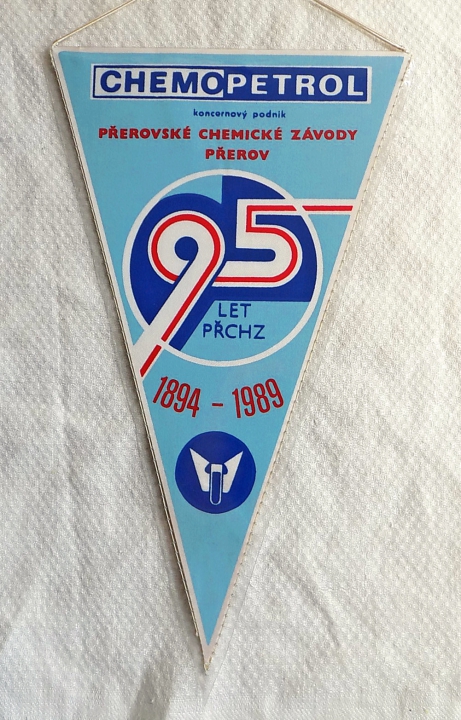 CHEMOPETROL
koncernový podnik
PŘEROVSKÉ CHEMICKÉ ZÁVODY
PŘEROV
95
LET
PŘCHZ
1894 - 1989